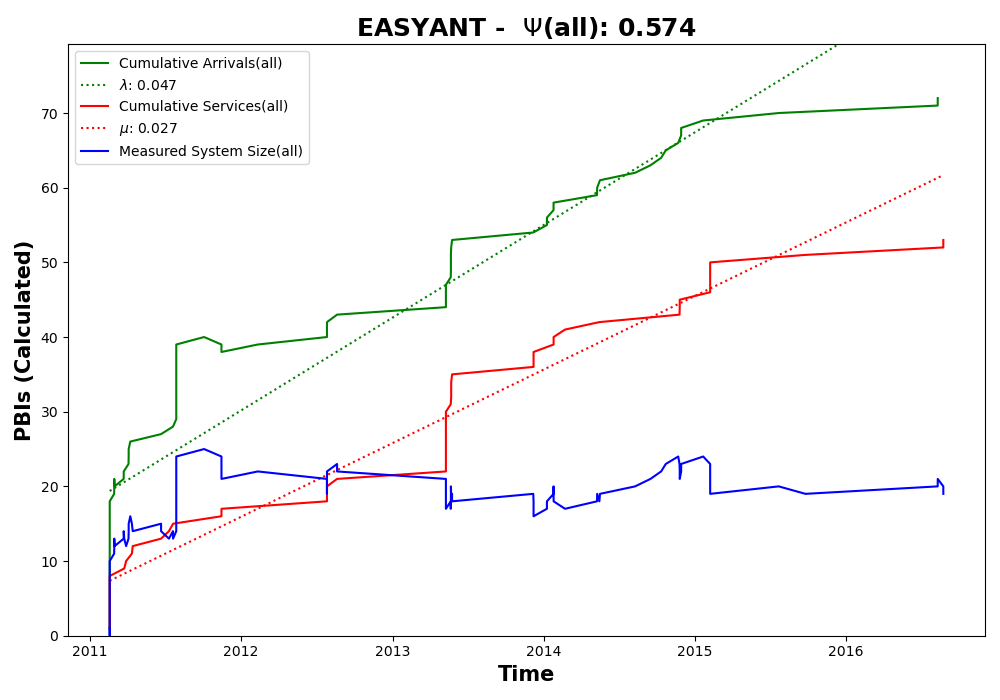 EASYANT - Ψ(all): 0.574
Cumulative Arrivals(all)
λ: 0.047
Cumulative Services(all)
μ: 0.027
Measured System Size(all)
PBIs (Calculated)
70
60
50
40
30
20
10
0
2011 2012 2013 2014 2015 2016
Time